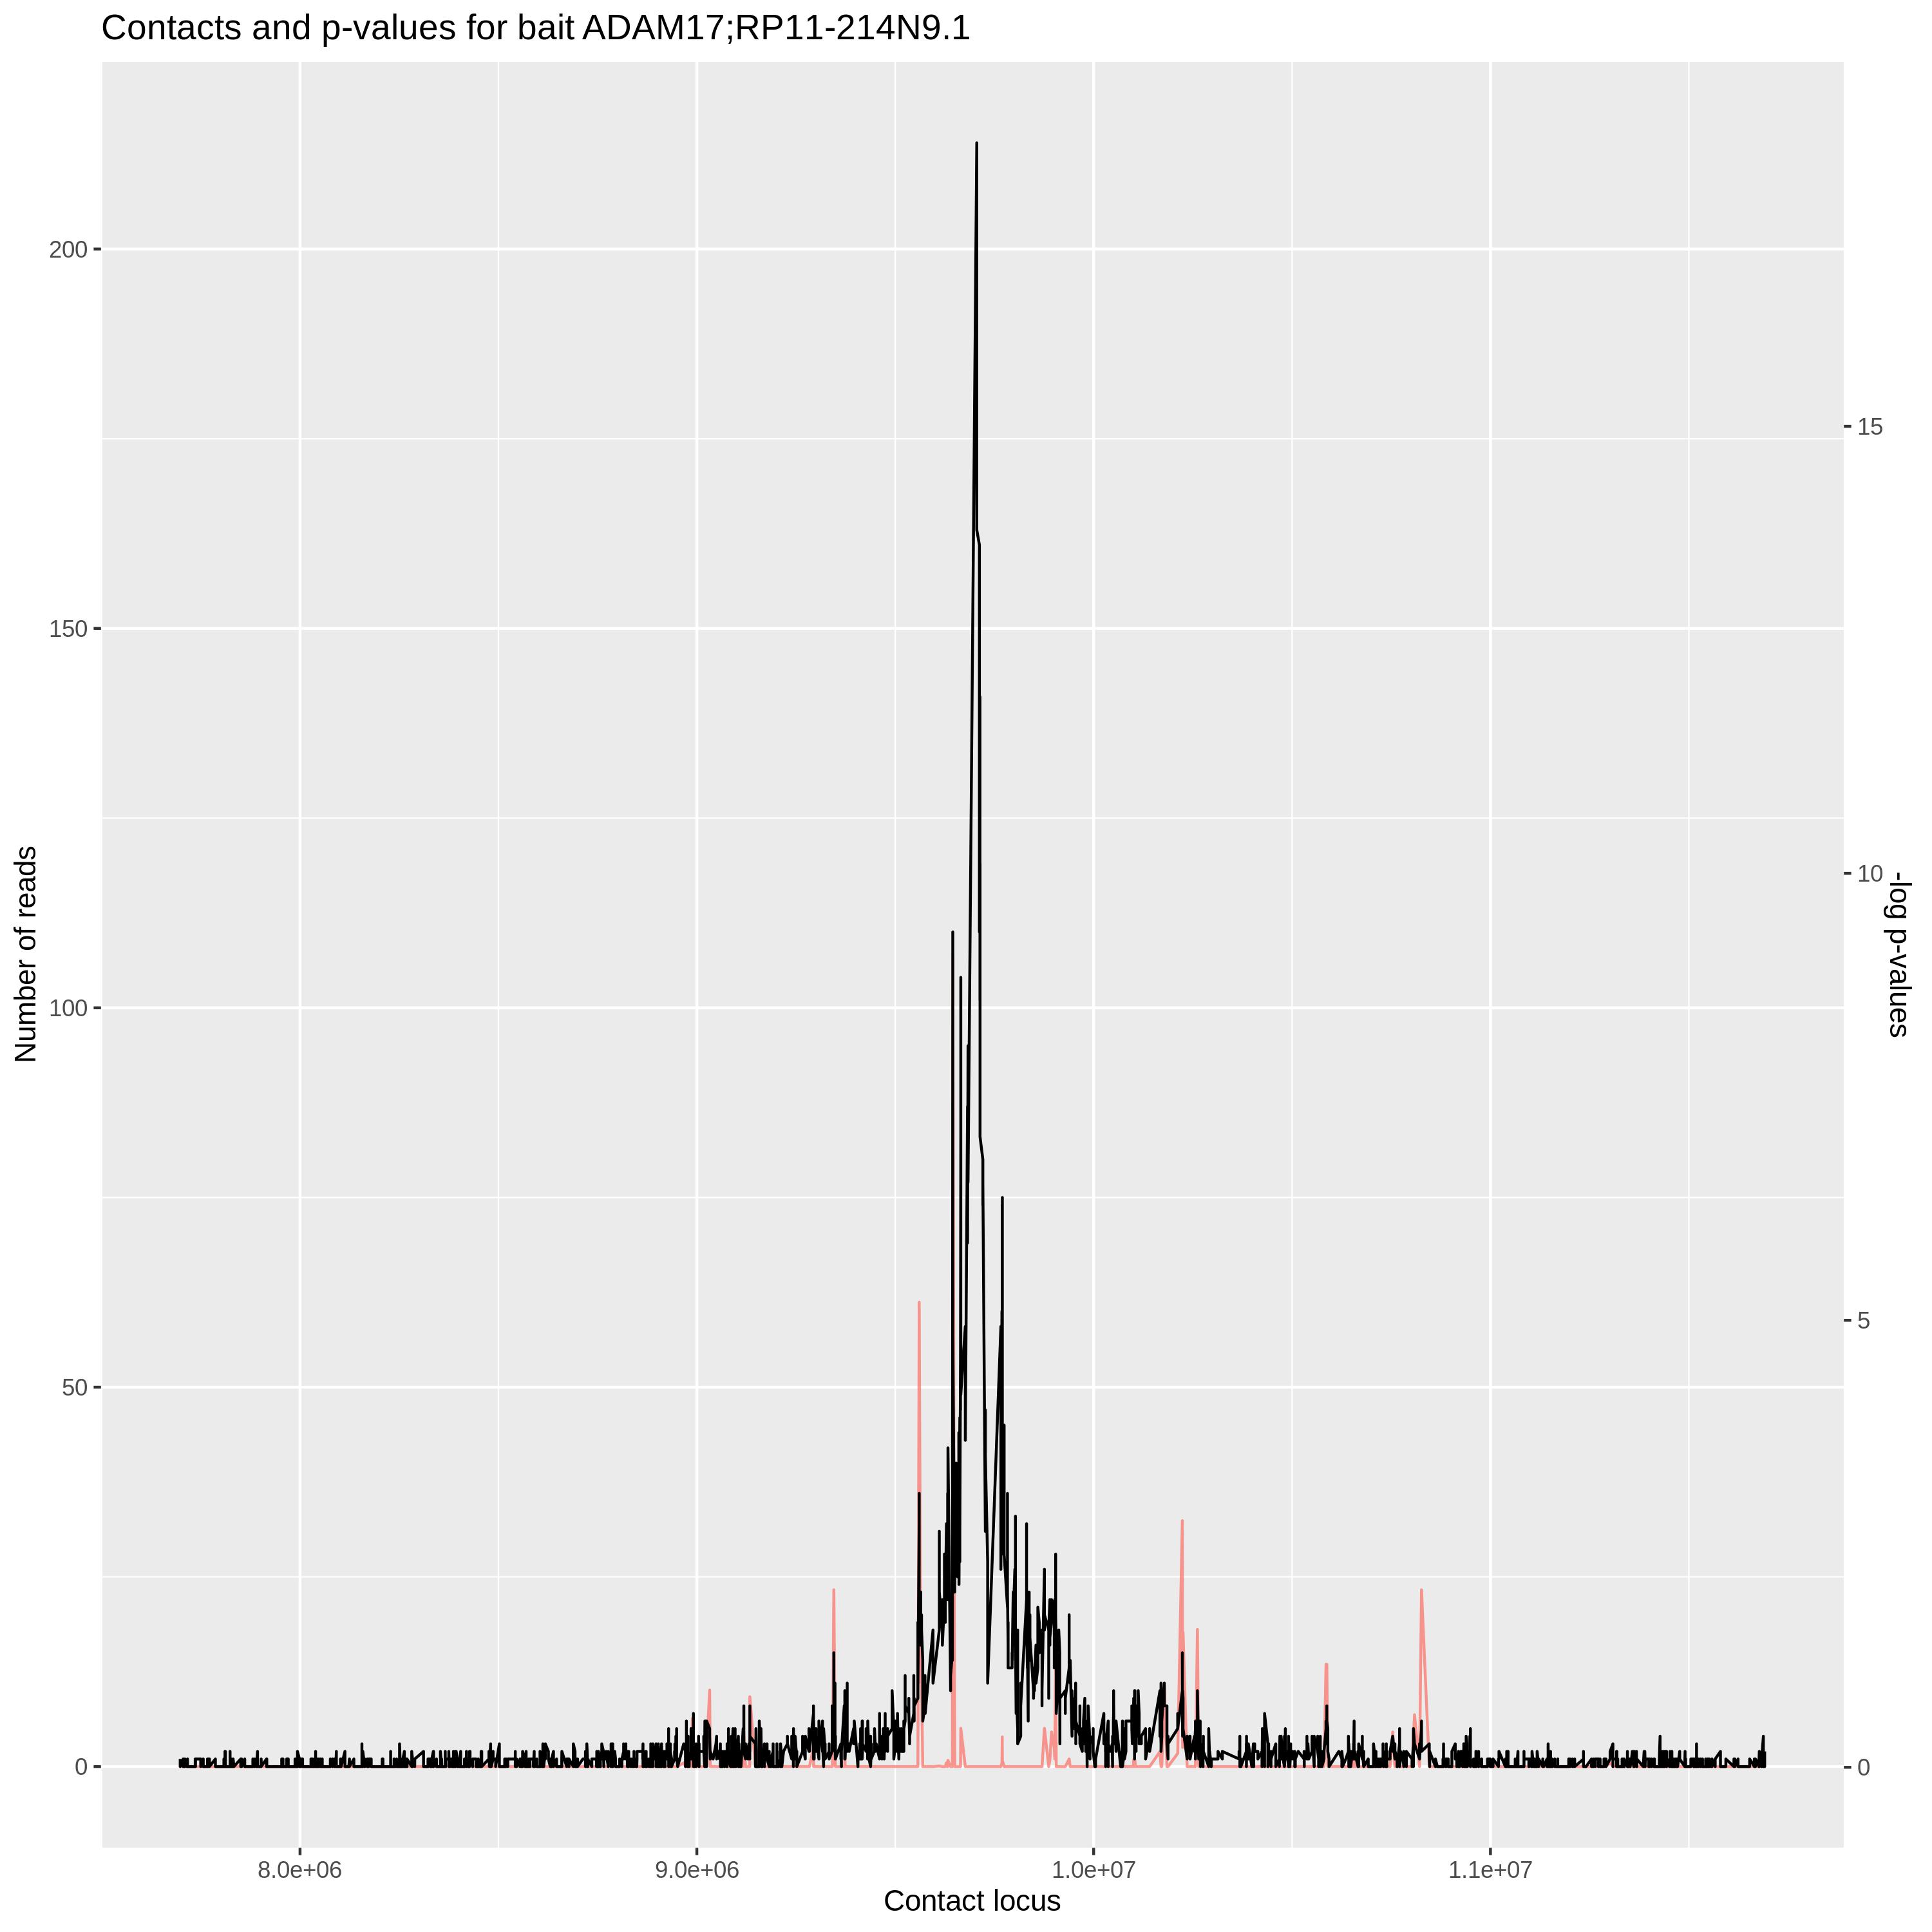 Contacts and p-values for bait ADAM17;RP11-214N9.1
200
150
100
50
0
Number of reads
15
10
5
0
-log p-values
8.0e+06
9.0e+06
1.0e+07
1.1e+07
Contact locus